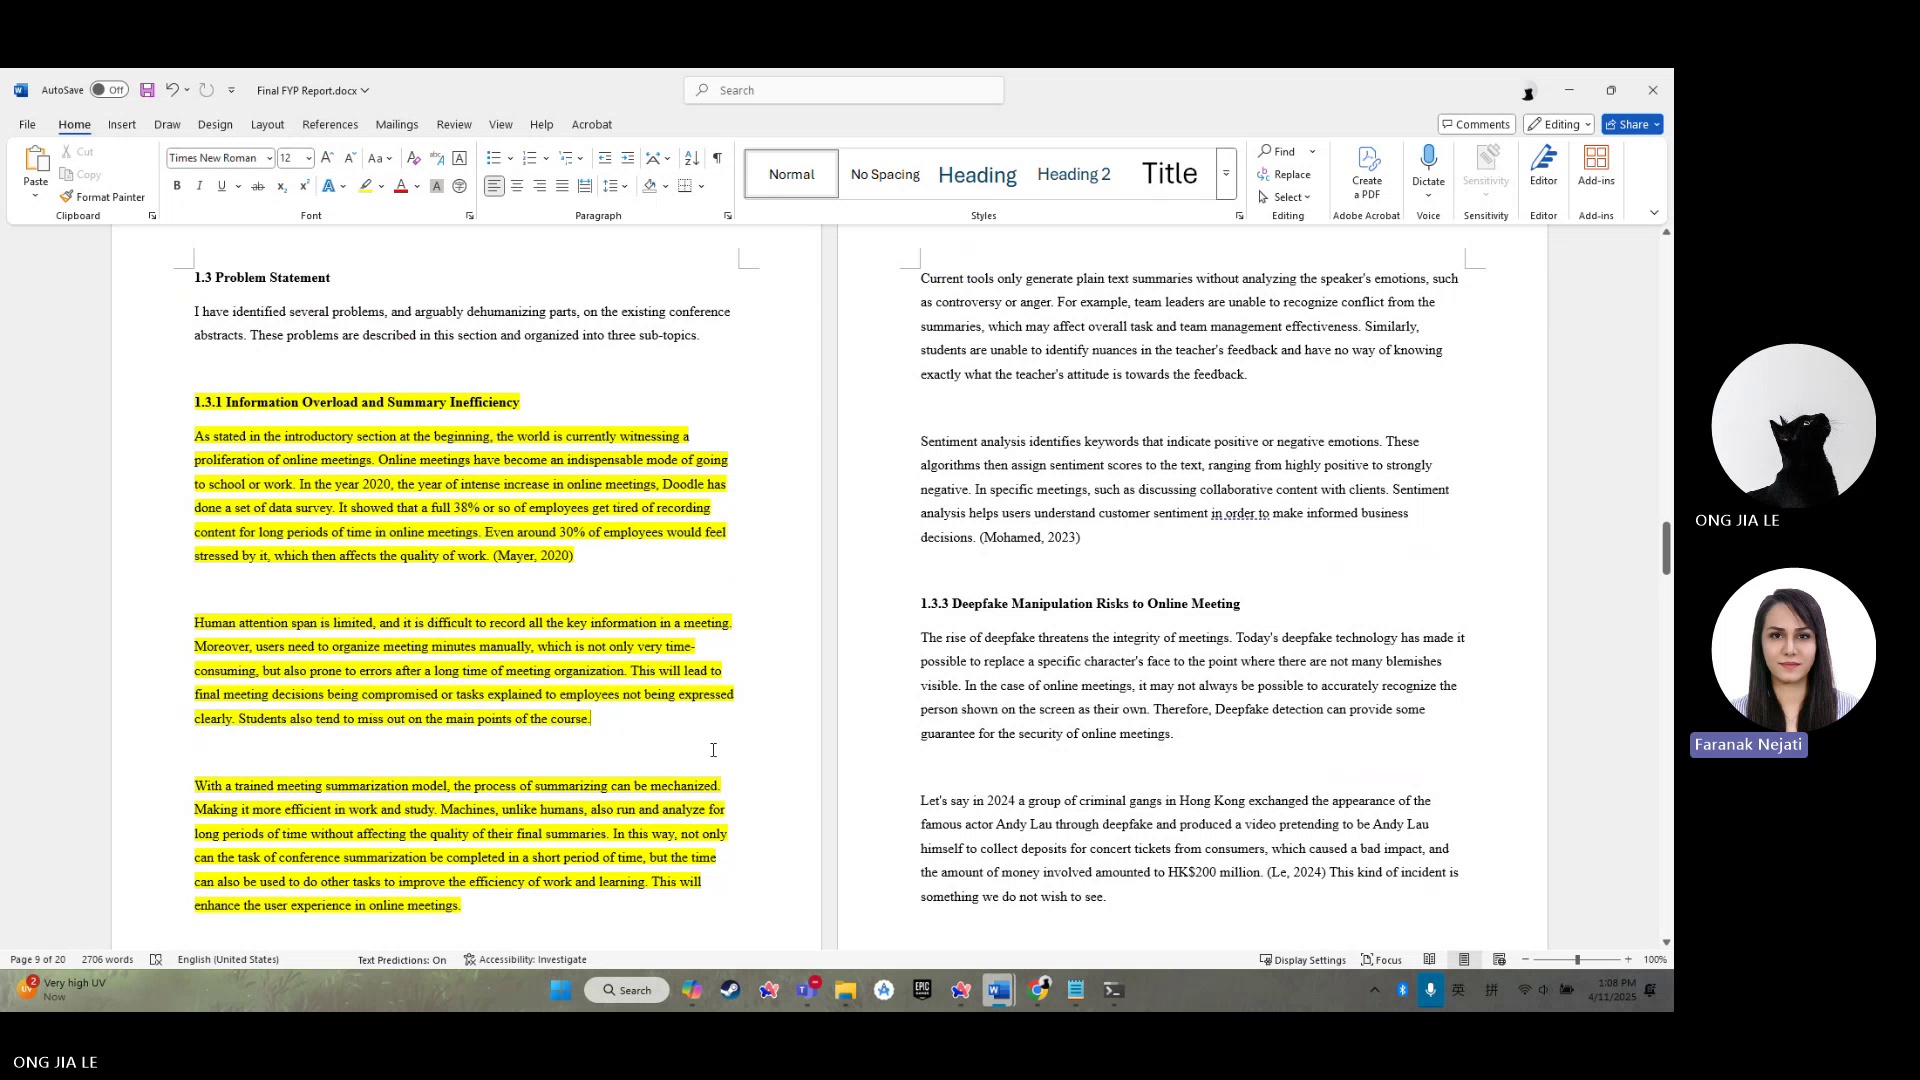 AutoSave Off Final FYP Report.docx Search
File Home Insert Draw Design Layout References Mailings Review View Help Acrobat Comments Editing Share
Paste Cut Copy Format Painter Clipboard
Times New Roman 12 Font
Paragraph
Normal No Spacing Heading Heading 2 Title Styles
Find Replace Select Editing
Create a PDF Adobe Acrobat
Dictate Voice
Sensitivity Sensitivity
Editor Editor
Add-ins Add-ins
1.3 Problem Statement
I have identified several problems, and arguably dehumanizing parts, on the existing conference
abstracts. These problems are described in this section and organized into three sub-topics.
1.3.1 Information Overload and Summary Inefficiency
As stated in the introductory section at the beginning, the world is currently witnessing a
proliferation of online meetings. Online meetings have become an indispensable mode of going
to school or work. In the year 2020, the year of intense increase in online meetings, Doodle has
done a set of data survey. It showed that a full 38% or so of employees get tired of recording
content for long periods of time in online meetings. Even around 30% of employees would feel
stressed by it, which then affects the quality of work. (Mayer, 2020)
Human attention span is limited, and it is difficult to record all the key information in a meeting.
Moreover, users need to organize meeting minutes manually, which is not only very time-
consuming, but also prone to errors after a long time of meeting organization. This will lead to
final meeting decisions being compromised or tasks explained to employees not being expressed
clearly. Students also tend to miss out on the main points of the course.
With a trained meeting summarization model, the process of summarizing can be mechanized.
Making it more efficient in work and study. Machines, unlike humans, also run and analyze for
long periods of time without affecting the quality of their final summaries. In this way, not only
can the task of conference summarization be completed in a short period of time, but the time
can also be used to do other tasks to improve the efficiency of work and learning. This will
enhance the user experience in online meetings.
Current tools only generate plain text summaries without analyzing the speaker's emotions, such
as controversy or anger. For example, team leaders are unable to recognize conflict from the
summaries, which may affect overall task and team management effectiveness. Similarly,
students are unable to identify nuances in the teacher's feedback and have no way of knowing
exactly what the teacher's attitude is towards the feedback.
Sentiment analysis identifies keywords that indicate positive or negative emotions. These
algorithms then assign sentiment scores to the text, ranging from highly positive to strongly
negative. In specific meetings, such as discussing collaborative content with clients. Sentiment
analysis helps users understand customer sentiment in order to make informed business
decisions. (Mohamed, 2023)
1.3.3 Deepfake Manipulation Risks to Online Meeting
The rise of deepfake threatens the integrity of meetings. Today's deepfake technology has made it
possible to replace a specific character's face to the point where there are not many blemishes
visible. In the case of online meetings, it may not always be possible to accurately recognize the
person shown on the screen as their own. Therefore, Deepfake detection can provide some
guarantee for the security of online meetings.
Let's say in 2024 a group of criminal gangs in Hong Kong exchanged the appearance of the
famous actor Andy Lau through deepfake and produced a video pretending to be Andy Lau
himself to collect deposits for concert tickets from consumers, which caused a bad impact, and
the amount of money involved amounted to HK$200 million. (Le, 2024) This kind of incident is
something we do not wish to see.
Page 9 of 20 2706 words English (United States) Text Predictions: On Accessibility: Investigate Display Settings Focus 100%
2 Very high UV
Now
Search EPIC 英 拼 1:08 PM
4/11/2025
ONG JIA LE
Faranak Nejati
ONG JIA LE